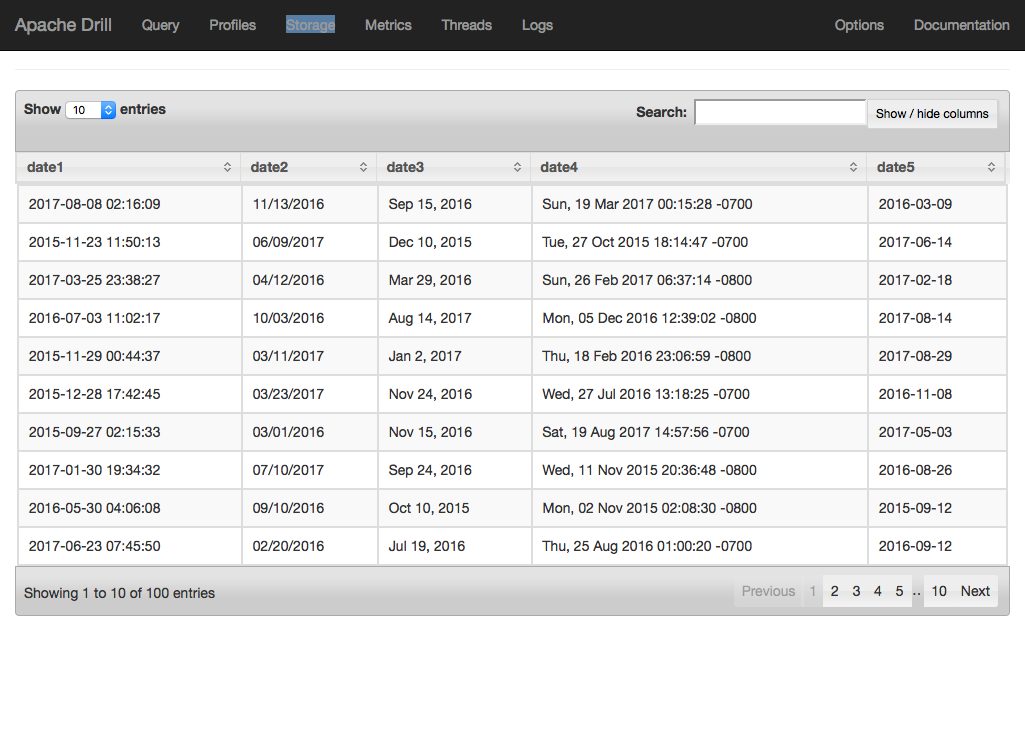 Apache Drill Query Profiles Storage Metrics Threads Logs Options Documentation
Show 10 entries Search: Show / hide columns
date1 date2 date3 date4 date5
2017-08-08 02:16:09 11/13/2016 Sep 15, 2016 Sun, 19 Mar 2017 00:15:28 -0700 2016-03-09
2015-11-23 11:50:13 06/09/2017 Dec 10, 2015 Tue, 27 Oct 2015 18:14:47 -0700 2017-06-14
2017-03-25 23:38:27 04/12/2016 Mar 29, 2016 Sun, 26 Feb 2017 06:37:14 -0800 2017-02-18
2016-07-03 11:02:17 10/03/2016 Aug 14, 2017 Mon, 05 Dec 2016 12:39:02 -0800 2017-08-14
2015-11-29 00:44:37 03/11/2017 Jan 2, 2017 Thu, 18 Feb 2016 23:06:59 -0800 2017-08-29
2015-12-28 17:42:45 03/23/2017 Nov 24, 2016 Wed, 27 Jul 2016 13:18:25 -0700 2016-11-08
2015-09-27 02:15:33 03/01/2016 Nov 15, 2016 Sat, 19 Aug 2017 14:57:56 -0700 2017-05-03
2017-01-30 19:34:32 07/10/2017 Sep 24, 2016 Wed, 11 Nov 2015 20:36:48 -0800 2016-08-26
2016-05-30 04:06:08 09/10/2016 Oct 10, 2015 Mon, 02 Nov 2015 02:08:30 -0800 2015-09-12
2017-06-23 07:45:50 02/20/2016 Jul 19, 2016 Thu, 25 Aug 2016 01:00:20 -0700 2016-09-12
Showing 1 to 10 of 100 entries Previous 1 2 3 4 5 .. 10 Next